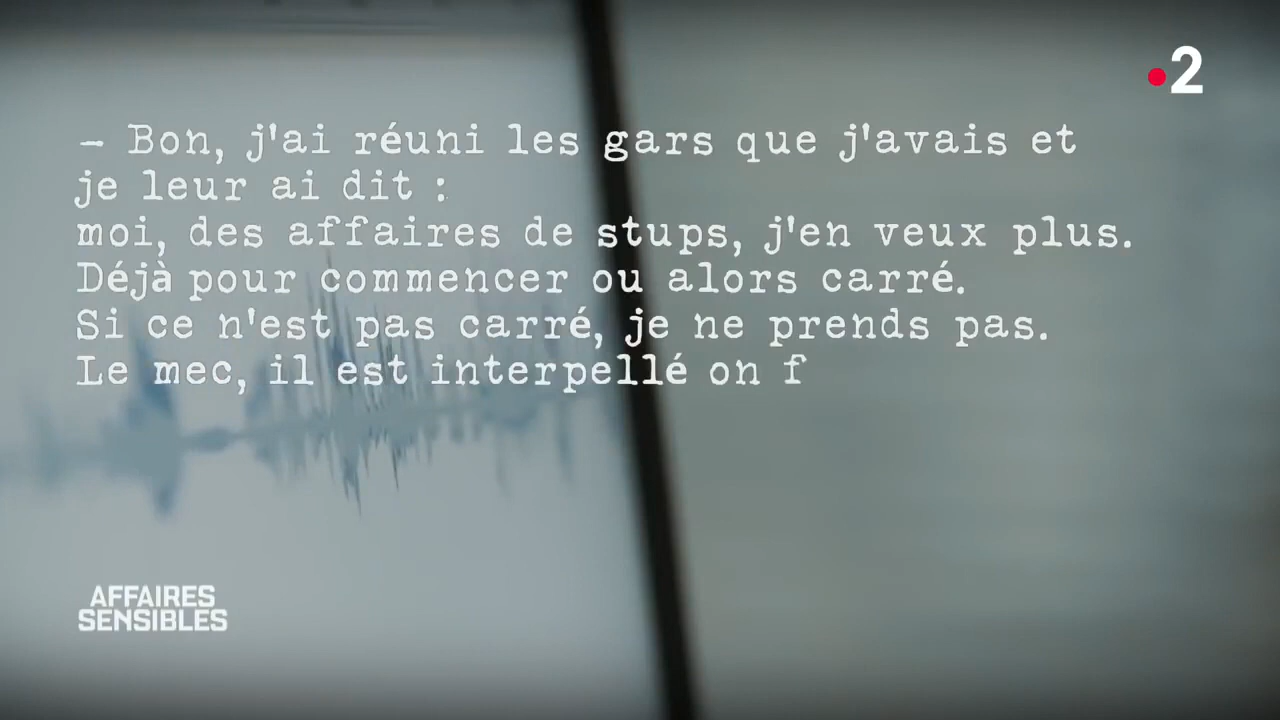 2
– Bon, j'ai réuni les gars que j'avais et
je leur ai dit :
moi, des affaires de stups, j'en veux plus.
Déjà pour commencer ou alors carré.
Si ce n'est pas carré, je ne prends pas.
Le mec, il est interpellé on f
AFFAIRES
SENSIBLES